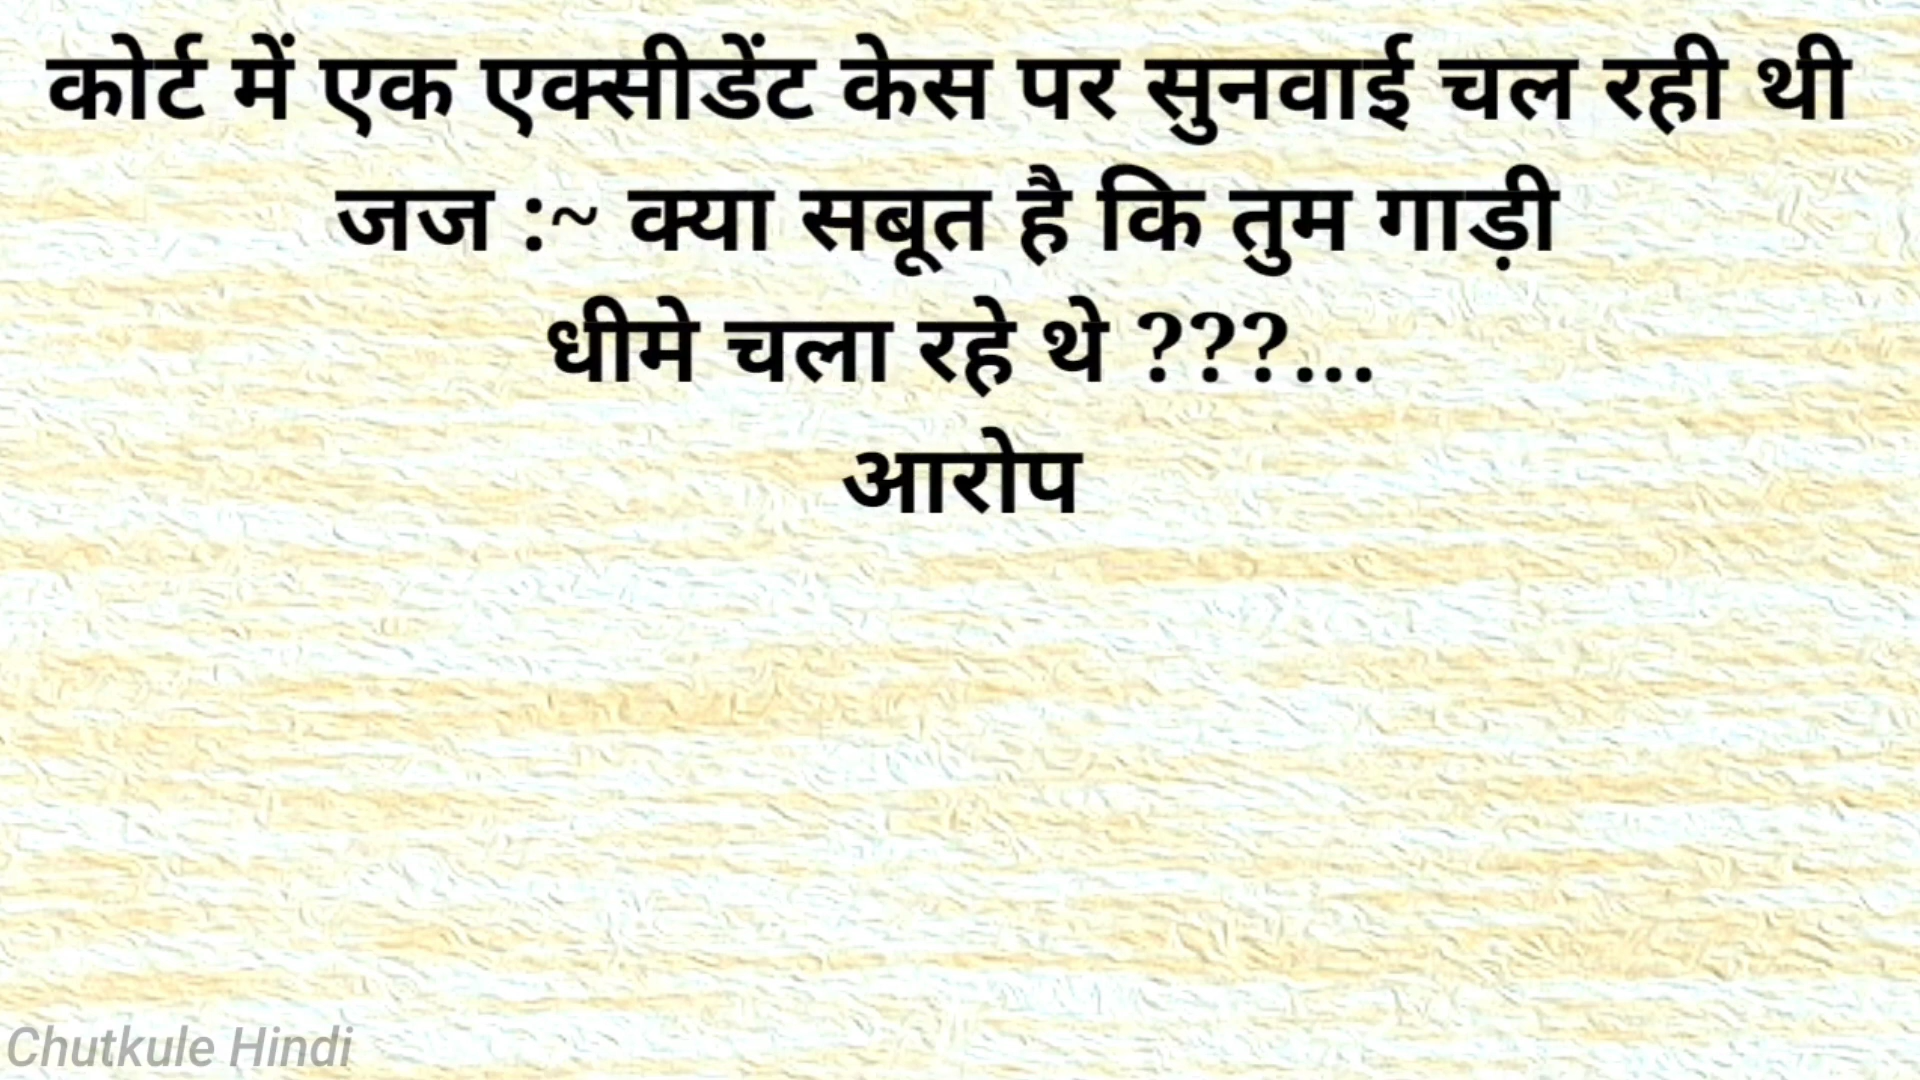 कोर्ट में एक एक्सीडेंट केस पर सुनवाई चल रही थी
जज :~ क्या सबूत है कि तुम गाड़ी
धीमे चला रहे थे ???...
आरोप
Chutkule Hindi